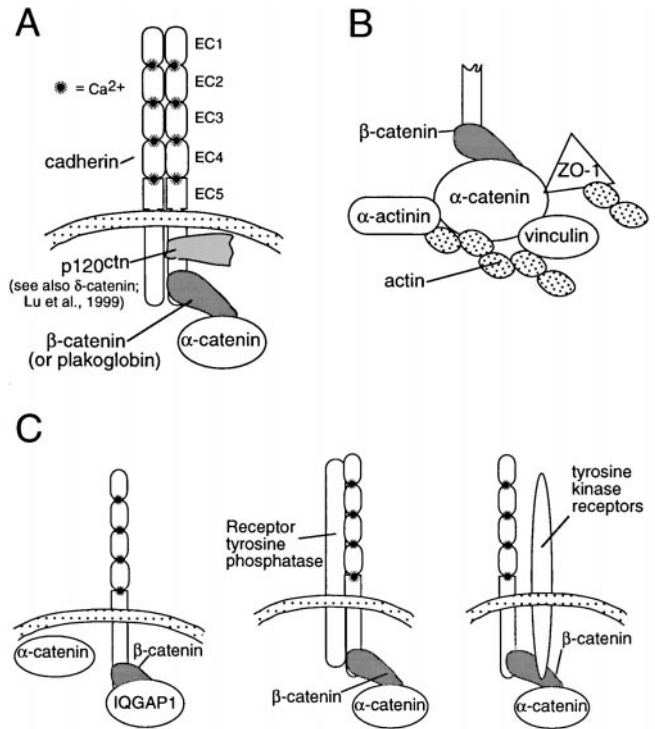 A
= Ca2+
cadherin
EC1
EC2
EC3
EC4
EC5
p120ctn
(see also δ-catenin;
Lu et al., 1999)
β-catenin
(or plakoglobin)
α-catenin
B
β-catenin
ZO-1
α-catenin
α-actinin
vinculin
actin
C
α-catenin
β-catenin
IQGAP1
Receptor
tyrosine
phosphatase
β-catenin
α-catenin
tyrosine
kinase
receptors
β-catenin
α-catenin